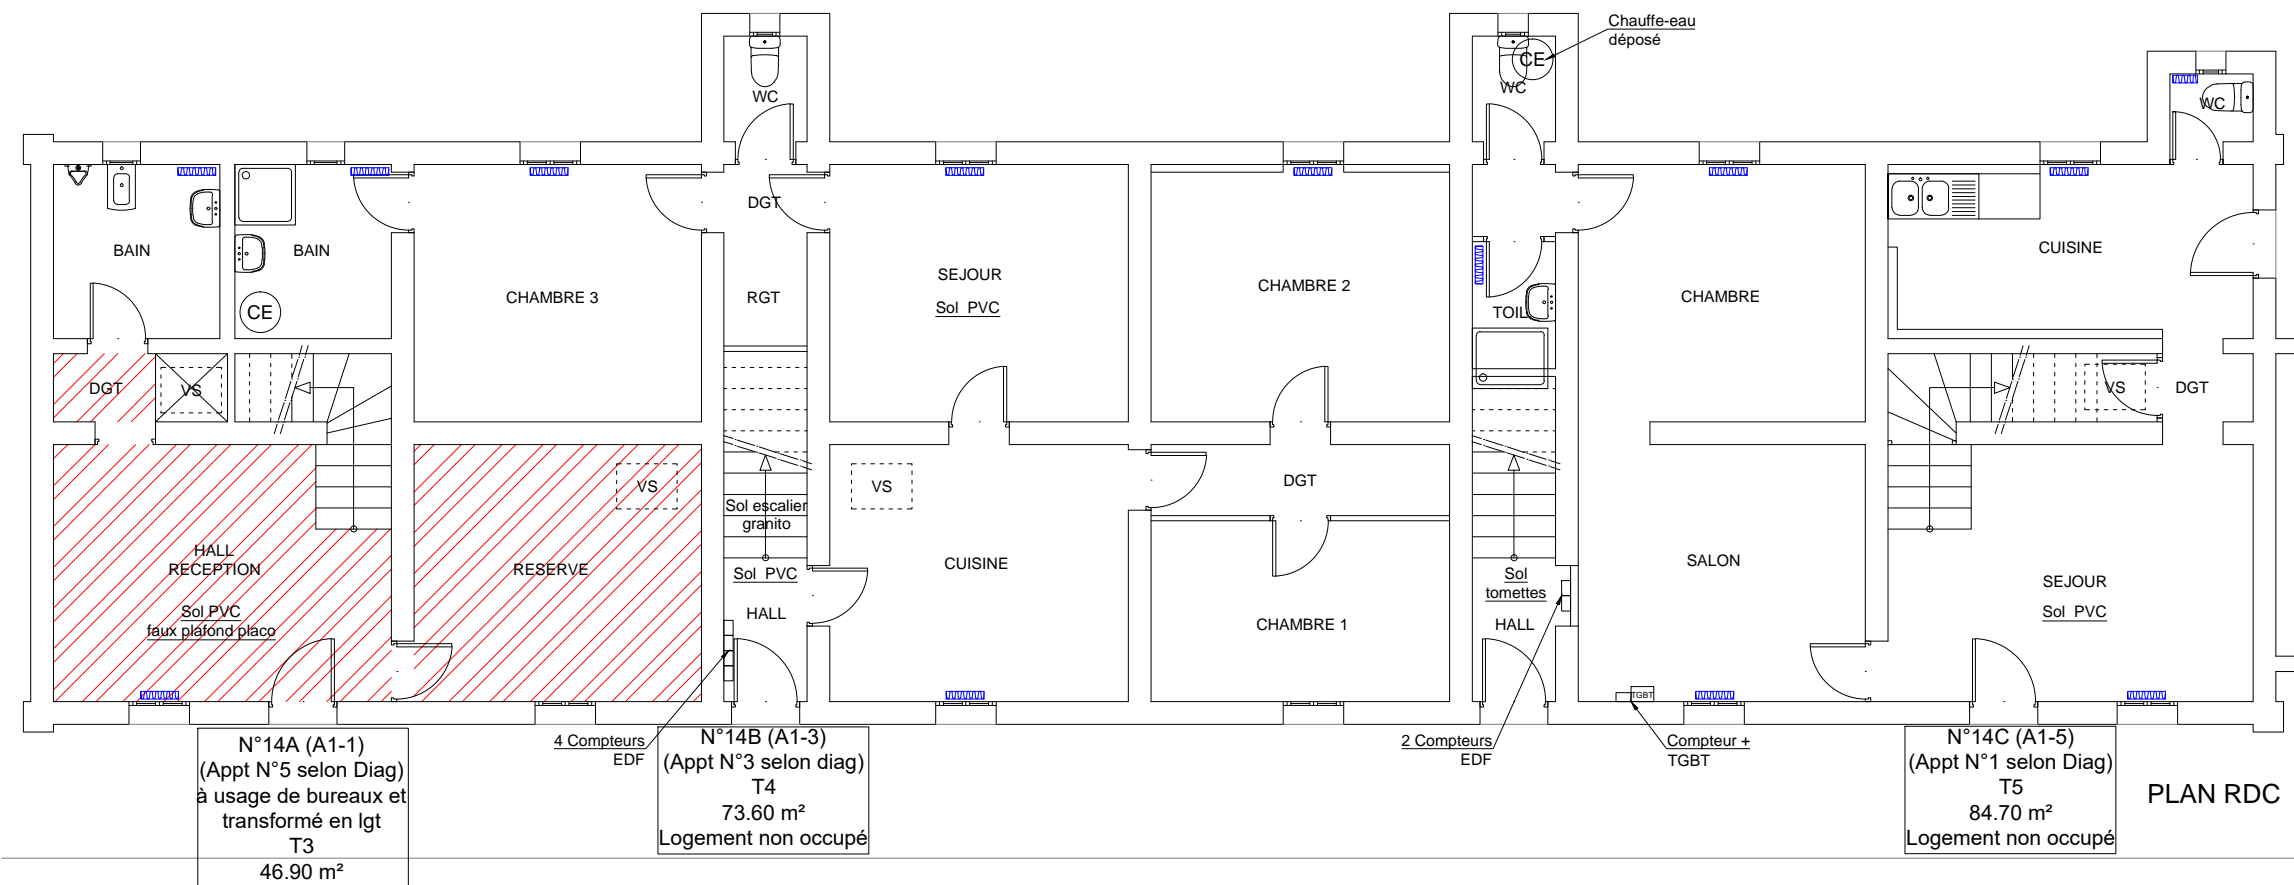 Chauffe-eau
déposé
CE
WC
WC
WC
BAIN
BAIN
CE
CHAMBRE 3
DGT
RGT
SEJOUR
Sol PVC
CHAMBRE 2
TOIL
CHAMBRE
CUISINE
DGT
VS
VS
DGT
HALL
RECEPTION
Sol PVC
faux plafond placo
VS
RESERVE
Sol escalier
granito
Sol PVC
HALL
VS
CUISINE
DGT
CHAMBRE 1
Sol
tomettes
HALL
SALON
TGBT
SEJOUR
Sol PVC
4 Compteurs
EDF
2 Compteurs
EDF
Compteur +
TGBT
N°14A (A1-1)
(Appt N°5 selon Diag)
à usage de bureaux et
transformé en lgt
T3
46.90 m²
N°14B (A1-3)
(Appt N°3 selon diag)
T4
73.60 m²
Logement non occupé
N°14C (A1-5)
(Appt N°1 selon Diag)
T5
84.70 m²
Logement non occupé
PLAN RDC